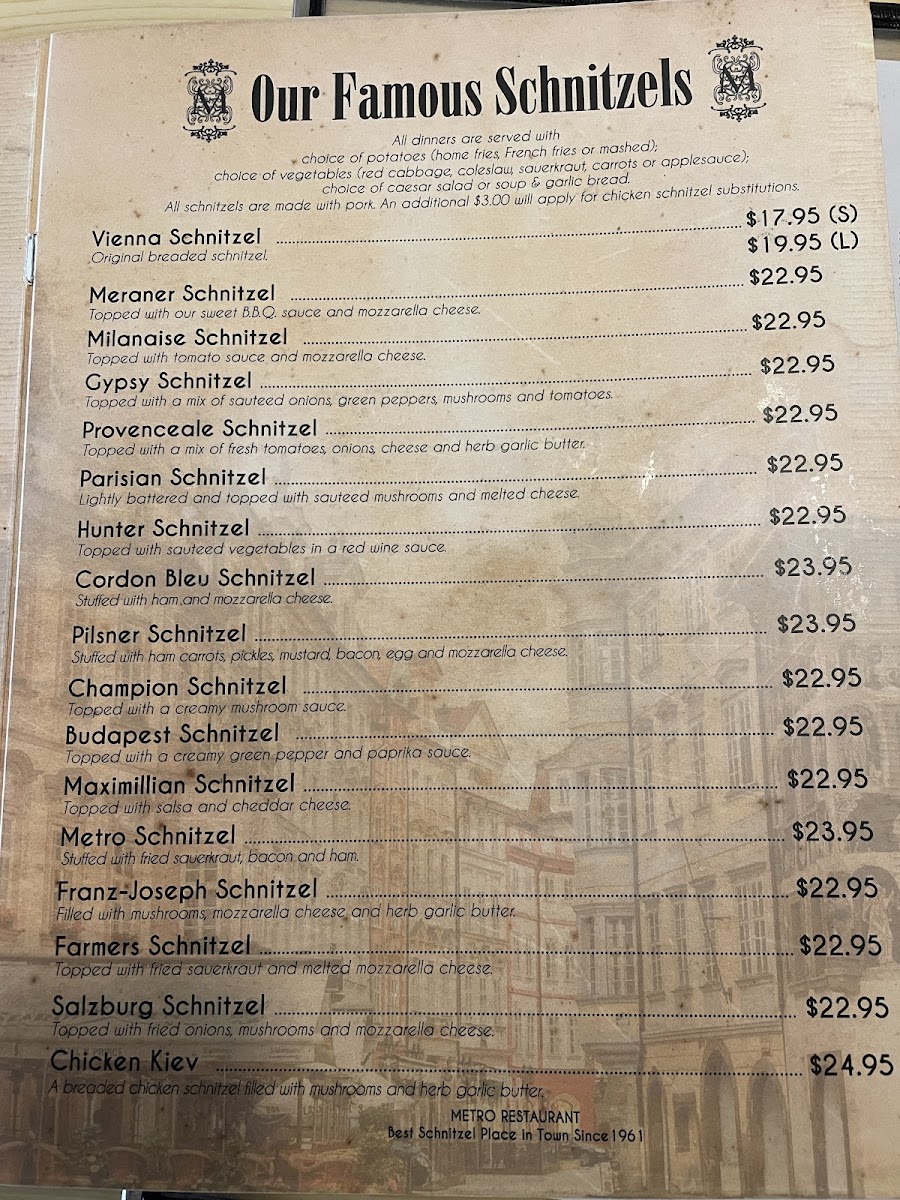 Our Famous Schnitzels
All dinners are served with
choice of potatoes (home fries, French fries or mashed);
choice of vegetables (red cabbage, coleslaw, sauerkraut, carrots or applesauce);
choice of caesar salad or soup & garlic bread.
All schnitzels are made with pork. An additional $3.00 will apply for chicken schnitzel substitutions.
Vienna Schnitzel $17.95 (S)
Original breaded schnitzel. $19.95 (L)
Meraner Schnitzel $22.95
Topped with our sweet B.B.Q. sauce and mozzarella cheese.
Milanaise Schnitzel $22.95
Topped with tomato sauce and mozzarella cheese.
Gypsy Schnitzel $22.95
Topped with a mix of sauteed onions, green peppers, mushrooms and tomatoes.
Provenceale Schnitzel $22.95
Topped with a mix of fresh tomatoes, onions, cheese and herb garlic butter.
Parisian Schnitzel $22.95
Lightly battered and topped with sauteed mushrooms and melted cheese.
Hunter Schnitzel $22.95
Topped with sauteed vegetables in a red wine sauce.
Cordon Bleu Schnitzel $23.95
Stuffed with ham and mozzarella cheese.
Pilsner Schnitzel $23.95
Stuffed with ham carrots, pickles, mustard, bacon, egg and mozzarella cheese.
Champion Schnitzel $22.95
Topped with a creamy mushroom sauce.
Budapest Schnitzel $22.95
Topped with a creamy green pepper and paprika sauce.
Maximillian Schnitzel $22.95
Topped with salsa and cheddar cheese.
Metro Schnitzel $23.95
Stuffed with fried sauerkraut, bacon and ham.
Franz-Joseph Schnitzel $22.95
Filled with mushrooms, mozzarella cheese and herb garlic butter.
Farmers Schnitzel $22.95
Topped with fried sauerkraut and melted mozzarella cheese.
Salzburg Schnitzel $22.95
Topped with fried onions, mushrooms and mozzarella cheese.
Chicken Kiev $24.95
A breaded chicken schnitzel filled with mushrooms and herb garlic butter.
METRO RESTAURANT
Best Schnitzel Place in Town Since 1961